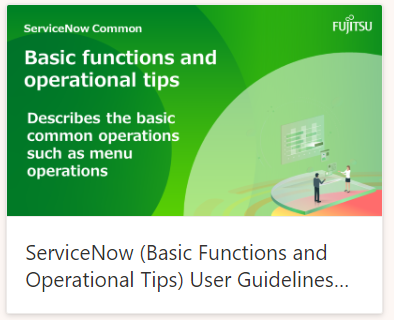 ServiceNow Common
FUJITSU
Basic functions and
operational tips
Describes the basic
common operations
such as menu
operations
ServiceNow (Basic Functions and
Operational Tips) User Guidelines...